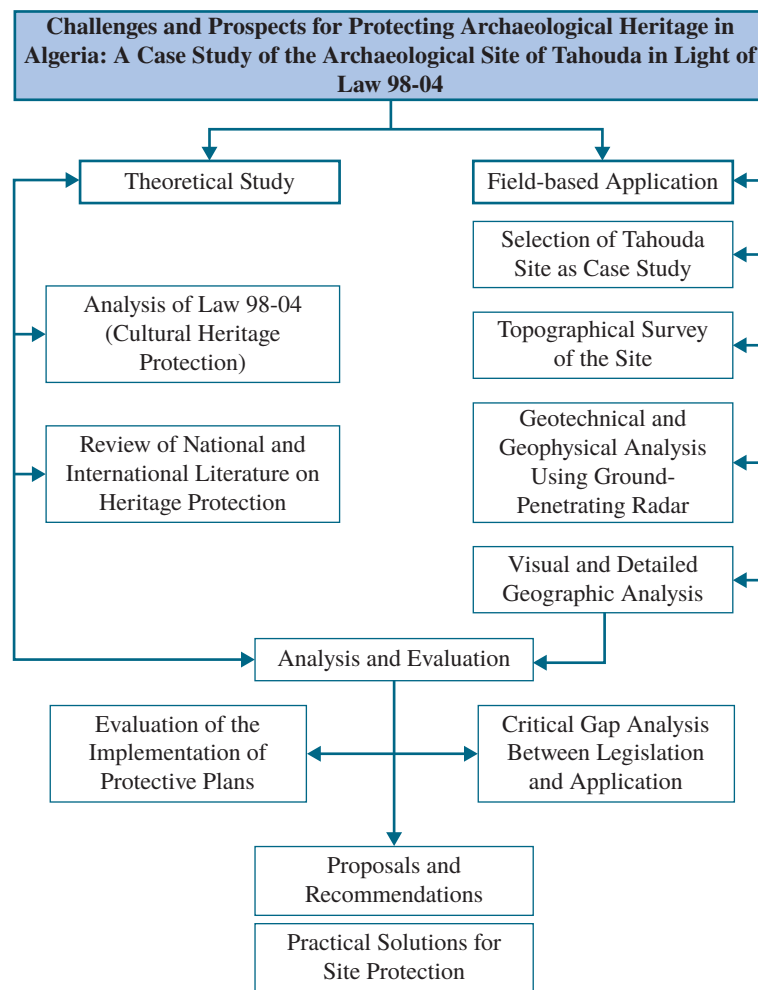 Challenges and Prospects for Protecting Archaeological Heritage in
Algeria: A Case Study of the Archaeological Site of Tahouda in Light of
Law 98-04
Theoretical Study
Field-based Application
Selection of Tahouda
Site as Case Study
Analysis of Law 98-04
(Cultural Heritage
Protection)
Topographical Survey
of the Site
Review of National and
International Literature on
Heritage Protection
Geotechnical and
Geophysical Analysis
Using Ground-
Penetrating Radar
Visual and Detailed
Geographic Analysis
Analysis and Evaluation
Evaluation of the
Implementation of
Protective Plans
Critical Gap Analysis
Between Legislation
and Application
Proposals and
Recommendations
Practical Solutions for
Site Protection